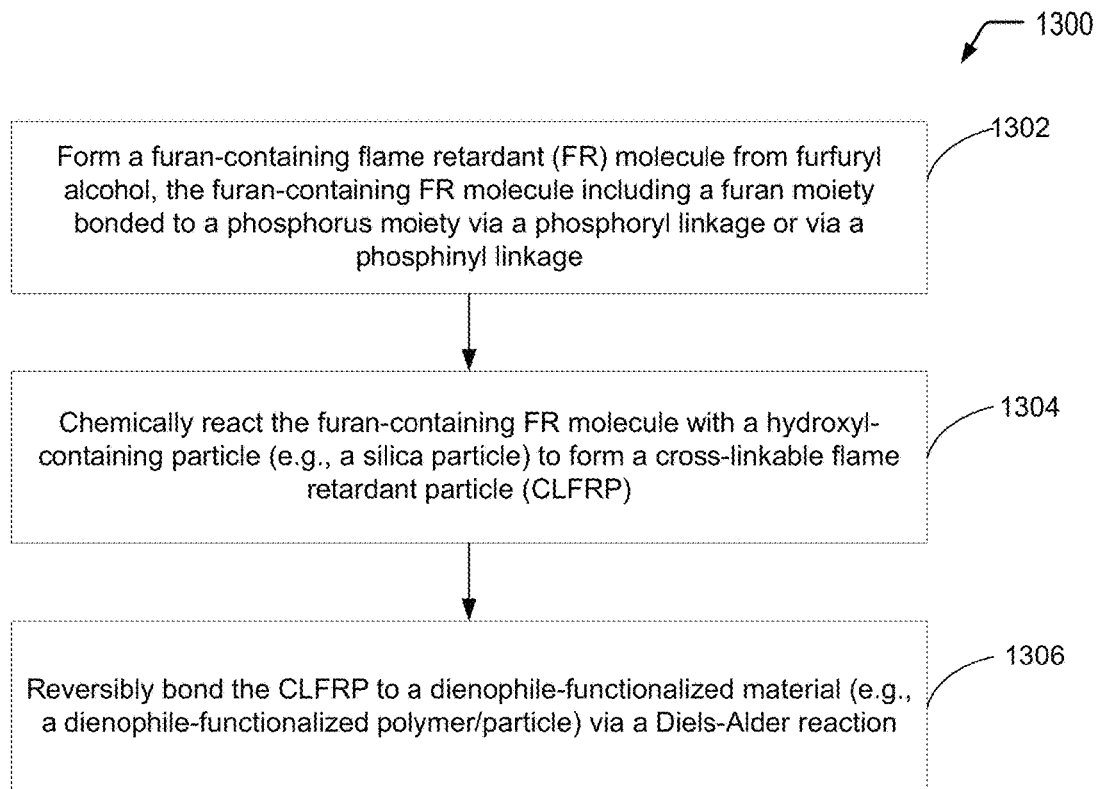 1300
1302
Form a furan-containing flame retardant (FR) molecule from furfuryl
alcohol, the furan-containing FR molecule including a furan moiety
bonded to a phosphorus moiety via a phosphoryl linkage or via a
phosphinyl linkage
1304
Chemically react the furan-containing FR molecule with a hydroxyl-
containing particle (e.g., a silica particle) to form a cross-linkable flame
retardant particle (CLFRP)
1306
Reversibly bond the CLFRP to a dienophile-functionalized material (e.g.,
a dienophile-functionalized polymer/particle) via a Diels-Alder reaction